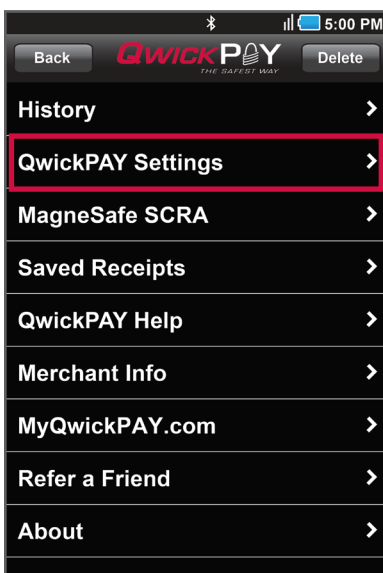 5:00 PM
Back QWICKPAY Delete
THE SAFEST WAY
History
QwickPAY Settings
MagneSafe SCRA
Saved Receipts
QwickPAY Help
Merchant Info
MyQwickPAY.com
Refer a Friend
About